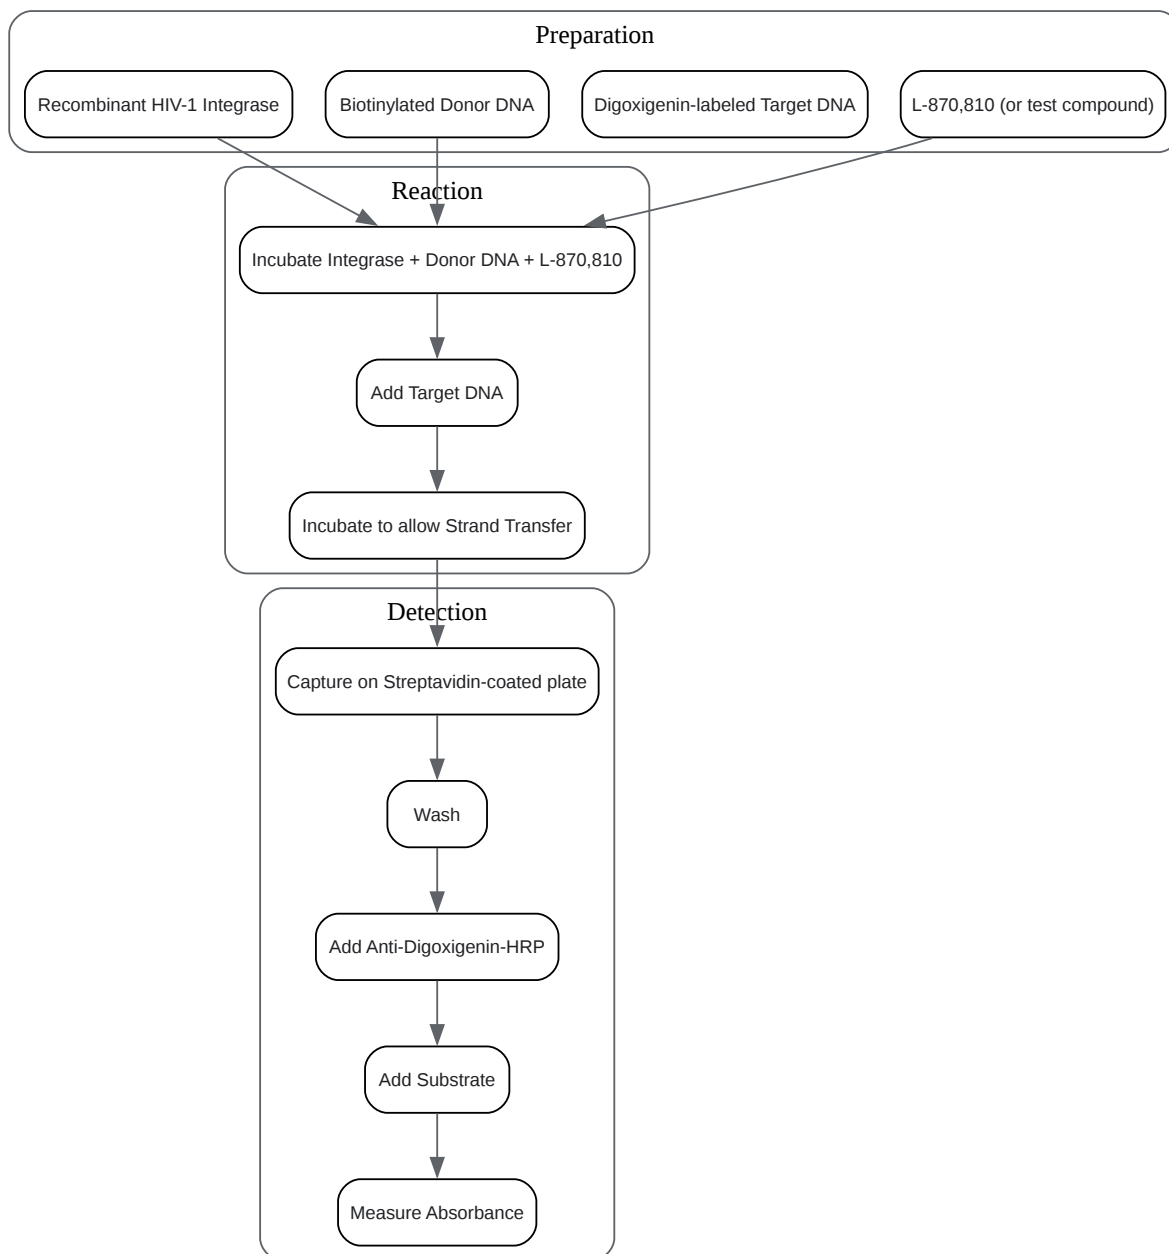 Preparation
Recombinant HIV-1 Integrase
Biotinylated Donor DNA
Digoxigenin-labeled Target DNA
L-870,810 (or test compound)
Reaction
Incubate Integrase + Donor DNA + L-870,810
Add Target DNA
Incubate to allow Strand Transfer
Detection
Capture on Streptavidin-coated plate
Wash
Add Anti-Digoxigenin-HRP
Add Substrate
Measure Absorbance